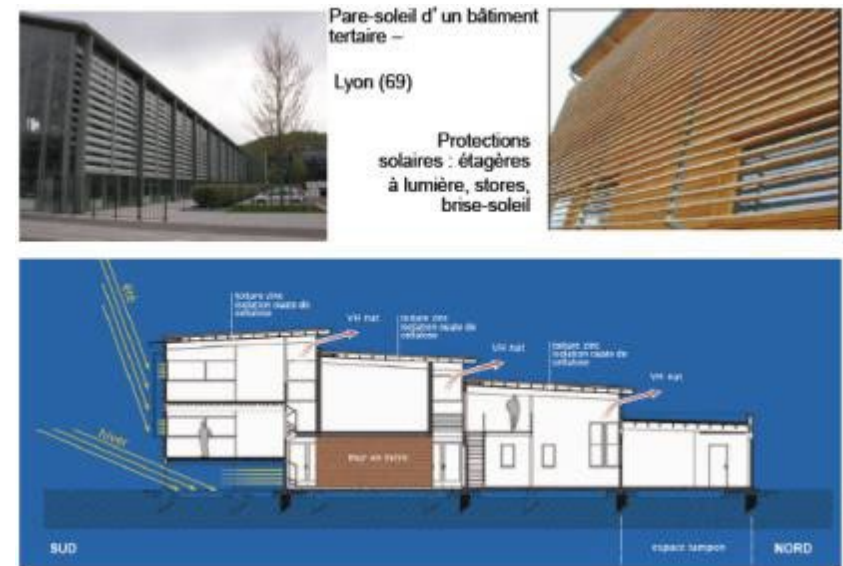 Pare-soleil d'un bâtiment
tertaire –
Lyon (69)
Protections
solaires : étagères
à lumière, stores,
brise-soleil
été
toiture zinc
isolation ouate de
cellulose
VH nat
toiture zinc
isolation ouate de
cellulose
VH nat
toiture zinc
isolation ouate de
cellulose
VH nat
hiver
mur en terre
SUD
espace tampon
NORD